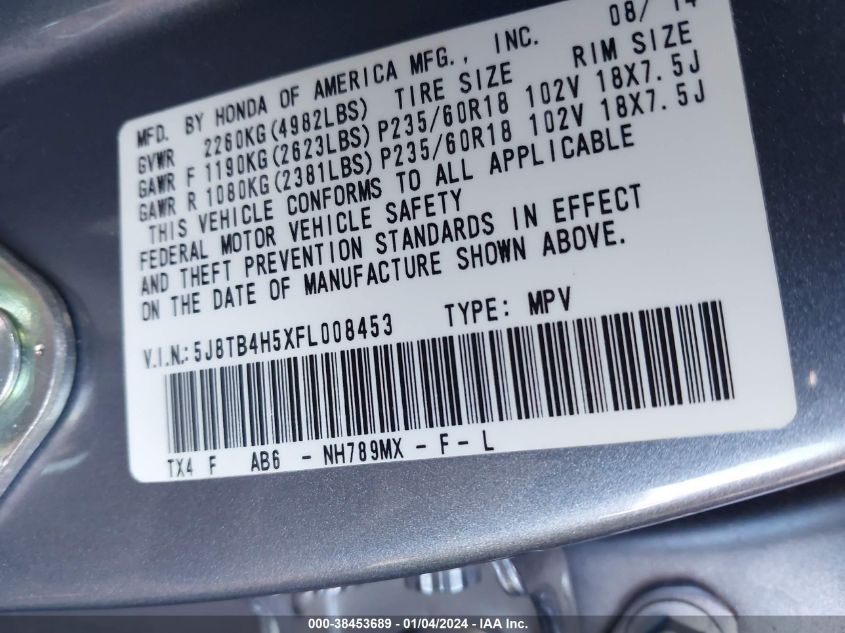 08/ 14
MFD. BY HONDA OF AMERICA MFG., INC.
GVWR 2260KG(4982LBS) TIRE SIZE RIM SIZE
GAWR F 1190KG(2623LBS) P235/60R18 102V 18X7.5J
GAWR R 1080KG(2381LBS) P235/60R18 102V 18X7.5J
THIS VEHICLE CONFORMS TO ALL APPLICABLE
FEDERAL MOTOR VEHICLE SAFETY
AND THEFT PREVENTION STANDARDS IN EFFECT
ON THE DATE OF MANUFACTURE SHOWN ABOVE.
V.I.N.: 5J8TB4H5XFL008453 TYPE: MPV
TX4 F AB6 - NH789MX - F - L
000-38453689 - 01/04/2024 - IAA Inc.